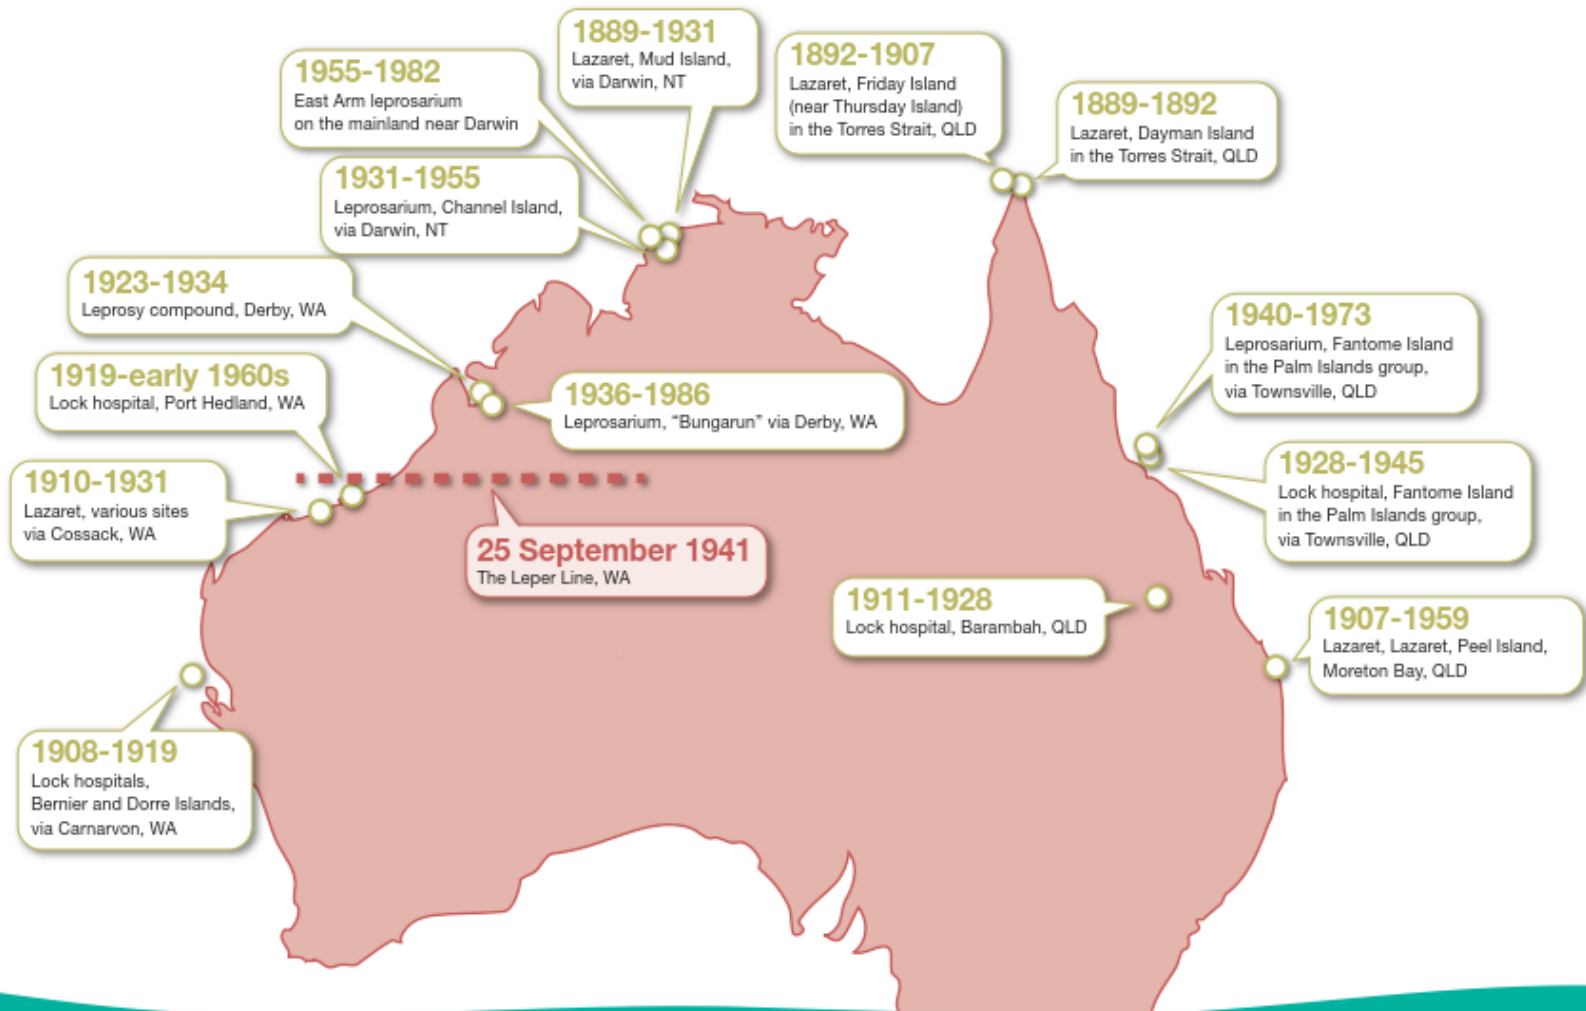 1889-1931
Lazaret, Mud Island,
via Darwin, NT
1955-1982
East Arm leprosarium
on the mainland near Darwin
1892-1907
Lazaret, Friday Island
(near Thursday Island)
in the Torres Strait, QLD
1889-1892
Lazaret, Dayman Island
in the Torres Strait, QLD
1931-1955
Leprosarium, Channel Island,
via Darwin, NT
1923-1934
Leprosy compound, Derby, WA
1940-1973
Leprosarium, Fantome Island
in the Palm Islands group,
via Townsville, QLD
1919-early 1960s
Lock hospital, Port Hedland, WA
1936-1986
Leprosarium, “Bungarun” via Derby, WA
1928-1945
Lock hospital, Fantome Island
in the Palm Islands group,
via Townsville, QLD
1910-1931
Lazaret, various sites
via Cossack, WA
25 September 1941
The Leper Line, WA
1911-1928
Lock hospital, Barambah, QLD
1907-1959
Lazaret, Lazaret, Peel Island,
Moreton Bay, QLD
1908-1919
Lock hospitals,
Bernier and Dorre Islands,
via Carnarvon, WA